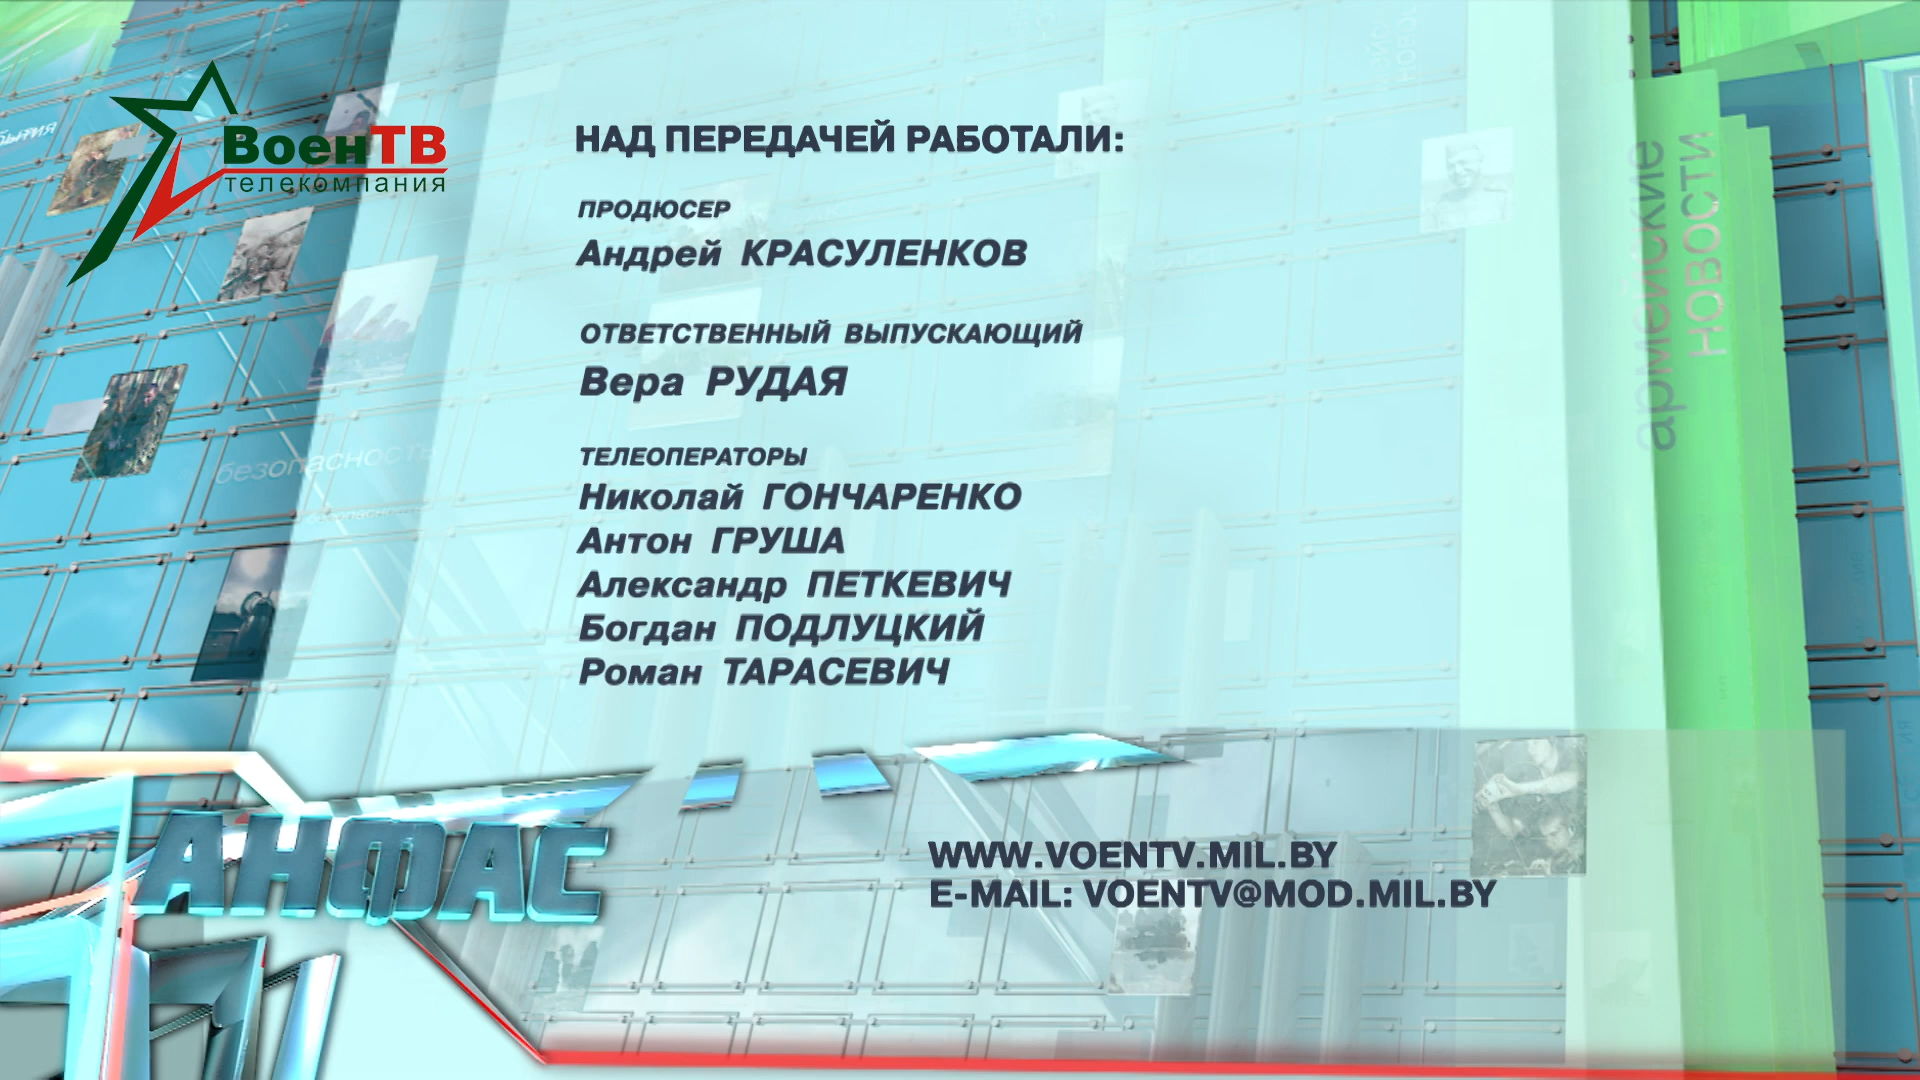 ВоенТВ
телекомпания
НАД ПЕРЕДАЧЕЙ РАБОТАЛИ:
ПРОДЮСЕР
Андрей КРАСУЛЕНКОВ
ОТВЕТСТВЕННЫЙ ВЫПУСКАЮЩИЙ
Вера РУДАЯ
ТЕЛЕОПЕРАТОРЫ
Николай ГОНЧАРЕНКО
Антон ГРУША
Александр ПЕТКЕВИЧ
Богдан ПОДЛУЦКИЙ
Роман ТАРАСЕВИЧ
безопасность
армейские
новости
АНФАС
WWW.VOENTV.MIL.BY
E-MAIL: VOENTV@MOD.MIL.BY